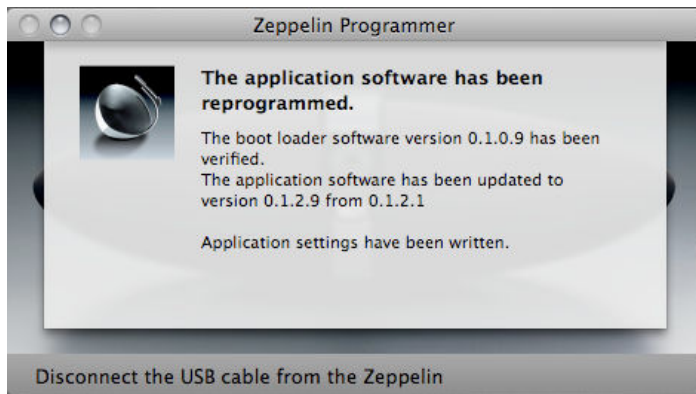 Zeppelin Programmer
The application software has been
reprogrammed.
The boot loader software version 0.1.0.9 has been
verified.
The application software has been updated to
version 0.1.2.9 from 0.1.2.1
Application settings have been written.
Disconnect the USB cable from the Zeppelin